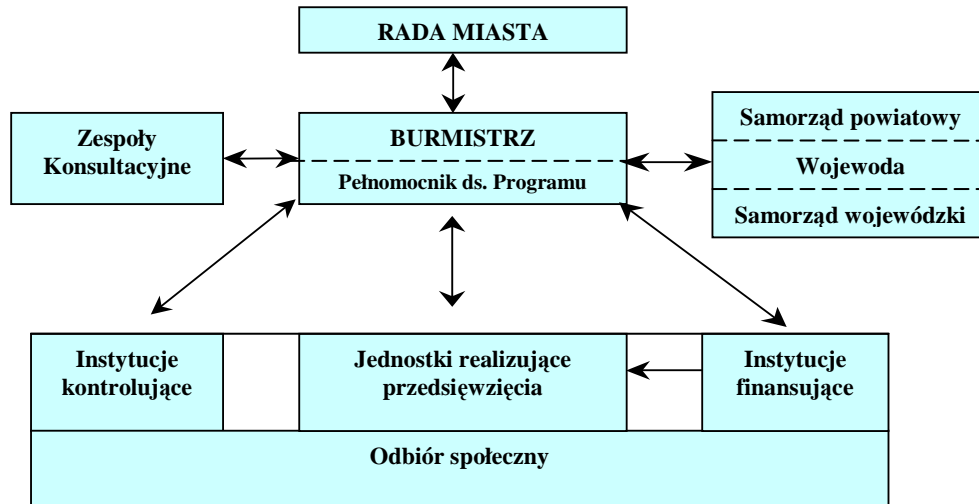 RADA MIASTA
Zespoły
Konsultacyjne
BURMISTRZ
Pełnomocnik ds. Programu
Samorząd powiatowy
Wojewoda
Samorząd wojewódzki
Instytucje
kontrolujące
Jednostki realizujące
przedsięwzięcia
Instytucje
finansujące
Odbiór społeczny